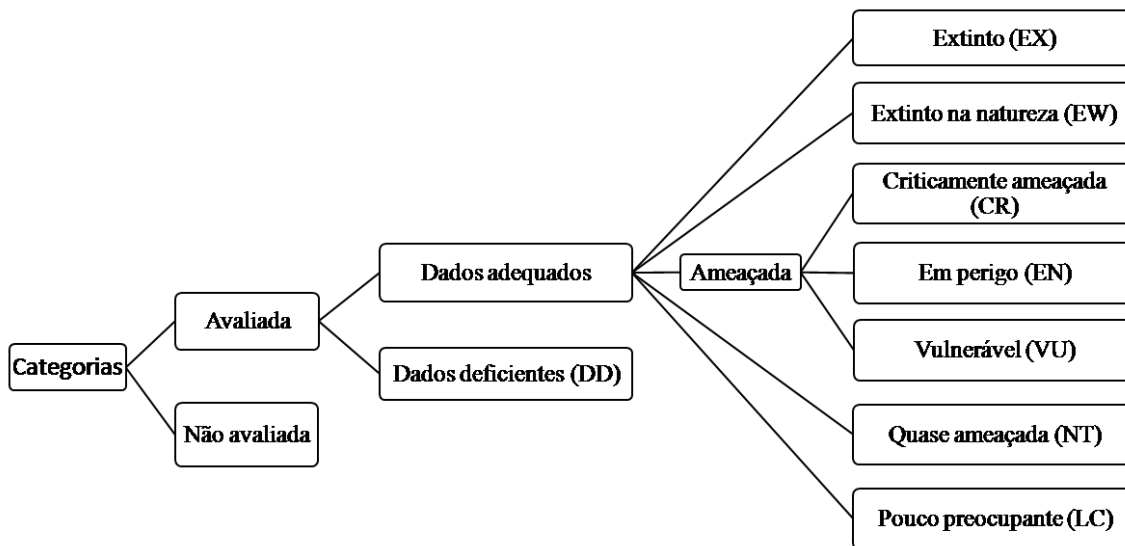 Categorias
Avaliada
Não avaliada
Dados adequados
Dados deficientes (DD)
Ameaçada
Extinto (EX)
Extinto na natureza (EW)
Criticamente ameaçada
(CR)
Em perigo (EN)
Vulnerável (VU)
Quase ameaçada (NT)
Pouco preocupante (LC)